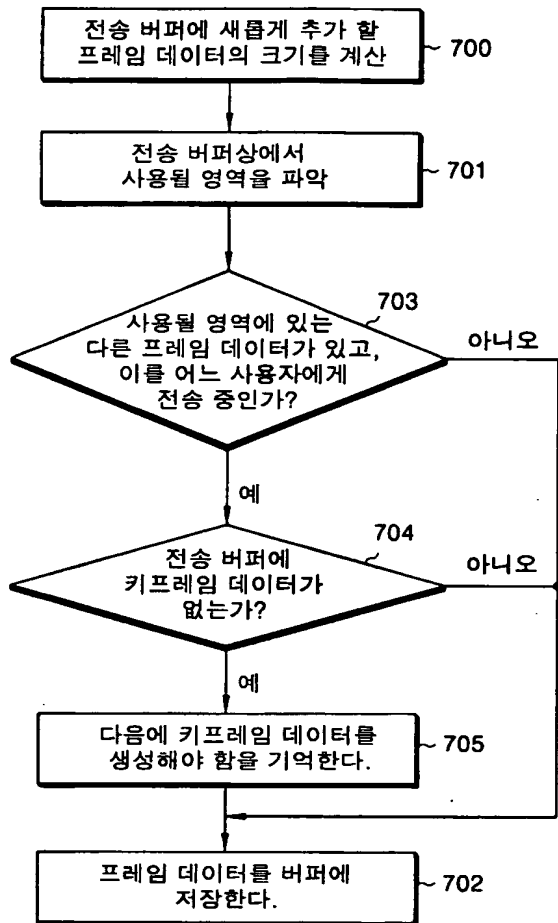 전송 버퍼에 새롭게 추가 할
프레임 데이터의 크기를 계산
700
전송 버퍼상에서
사용될 영역을 파악
701
703
사용될 영역에 있는
다른 프레임 데이터가 있고,
이를 어느 사용자에게
전송 중인가?
아니오
예
704
전송 버퍼에
키프레임 데이터가
없는가?
아니오
예
다음에 키프레임 데이터를
생성해야 함을 기억한다.
705
프레임 데이터를 버퍼에
저장한다.
702